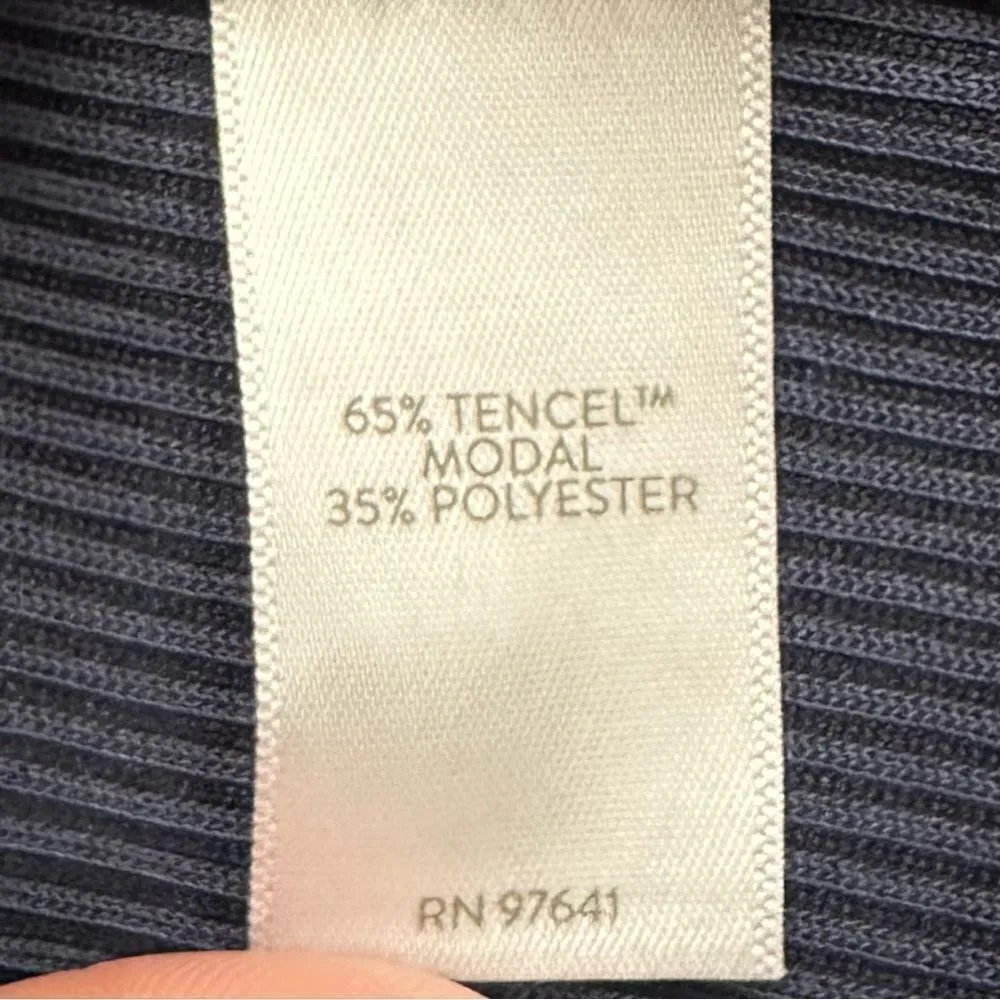 65% TENCEL™
MODAL
35% POLYESTER
RN 97641